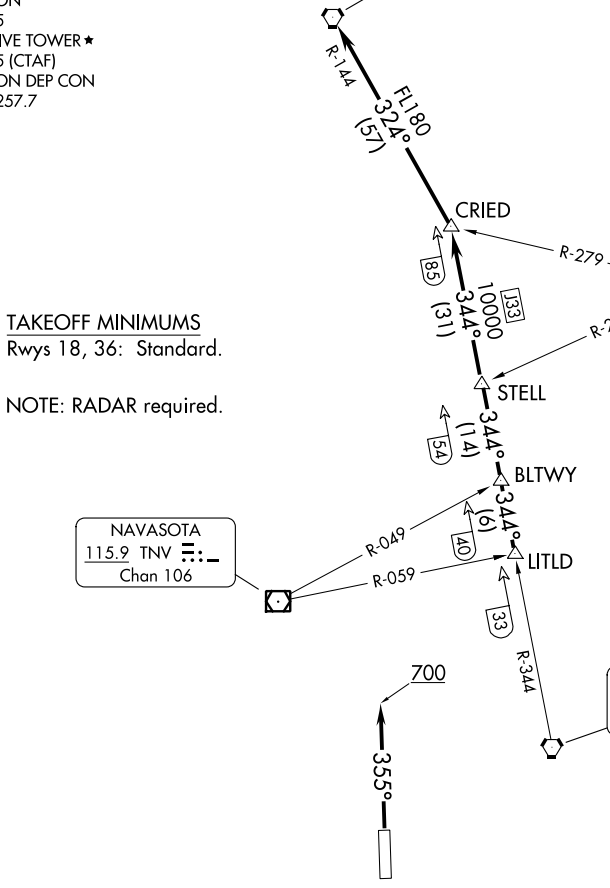 ON
5
IVE TOWER★
5 (CTAF)
ON DEP CON
257.7
R-144
FL180
324°
(57)
CRIED
R-279
85
J33
10000
344°
(31)
STELL
TAKEOFF MINIMUMS
Rwys 18, 36: Standard.
NOTE: RADAR required.
54
344°
(14)
BLTWY
344°
(6)
40
R-049
LITLD
R-059
NAVASOTA
115.9 TNV
Chan 106
33
R-344
700
355°